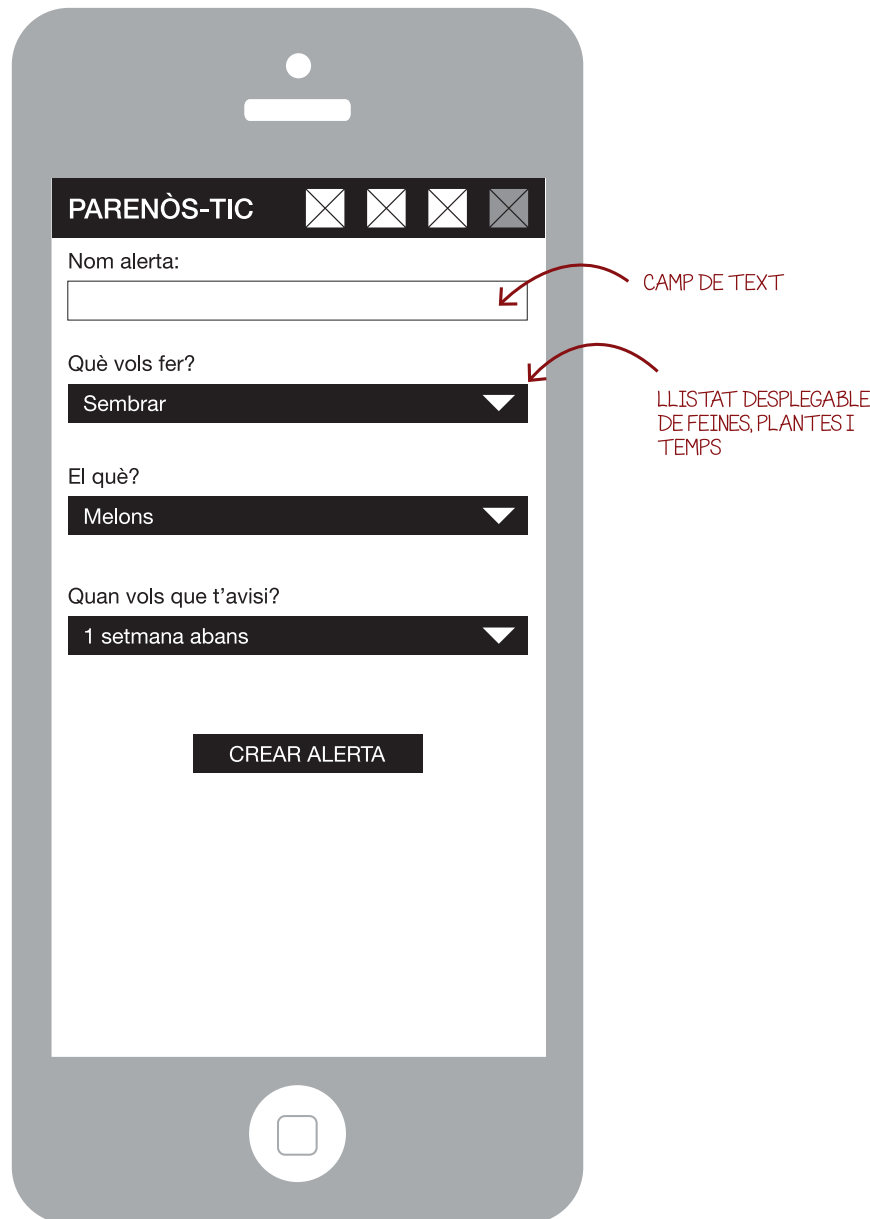 PARENÒS-TIC
Nom alerta:
CAMP DE TEXT
Què vols fer?
Sembrar
LLISTAT DESPLEGABLE
DE FEINES, PLANTES I
TEMPS
El què?
Melons
Quan vols que t’avisi?
1 setmana abans
CREAR ALERTA